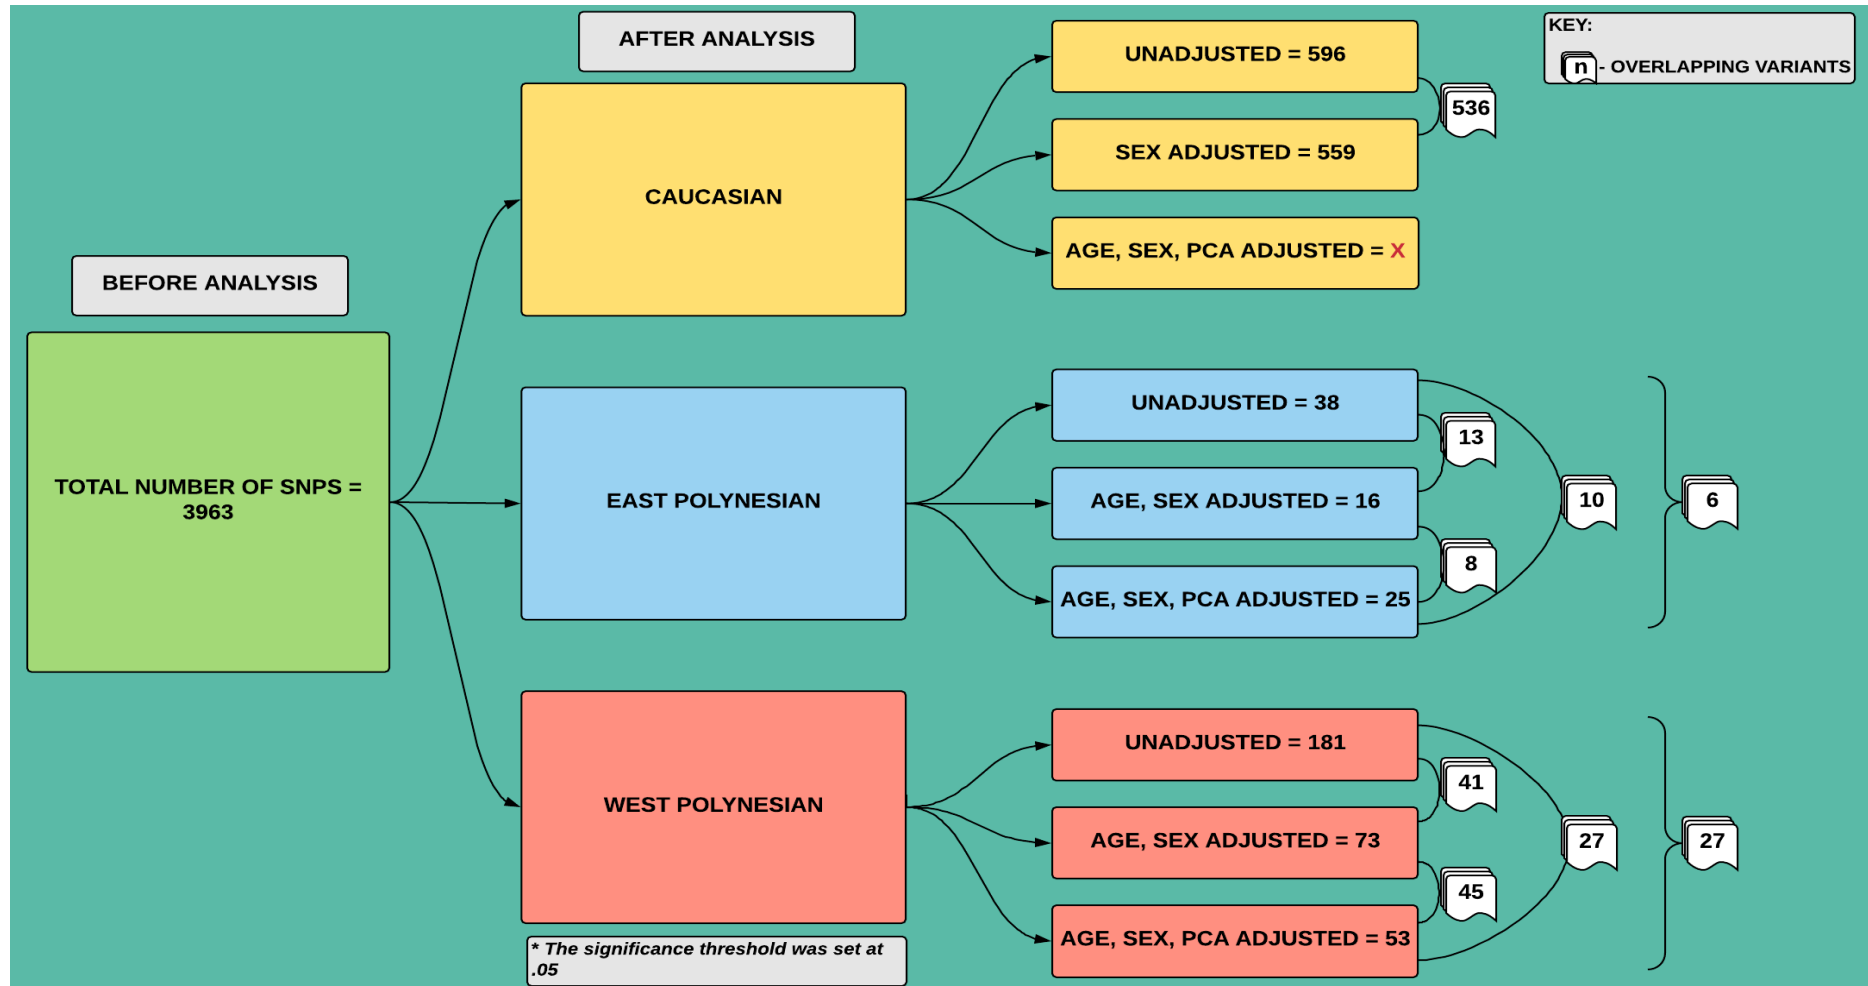 BEFORE ANALYSIS
TOTAL NUMBER OF SNPS =
3963
AFTER ANALYSIS
CAUCASIAN
UNADJUSTED = 596
SEX ADJUSTED = 559
AGE, SEX, PCA ADJUSTED = X
536
KEY:
n - OVERLAPPING VARIANTS
EAST POLYNESIAN
UNADJUSTED = 38
AGE, SEX ADJUSTED = 16
AGE, SEX, PCA ADJUSTED = 25
13
8
10
6
WEST POLYNESIAN
UNADJUSTED = 181
AGE, SEX ADJUSTED = 73
AGE, SEX, PCA ADJUSTED = 53
41
45
27
27
* The significance threshold was set at
.05